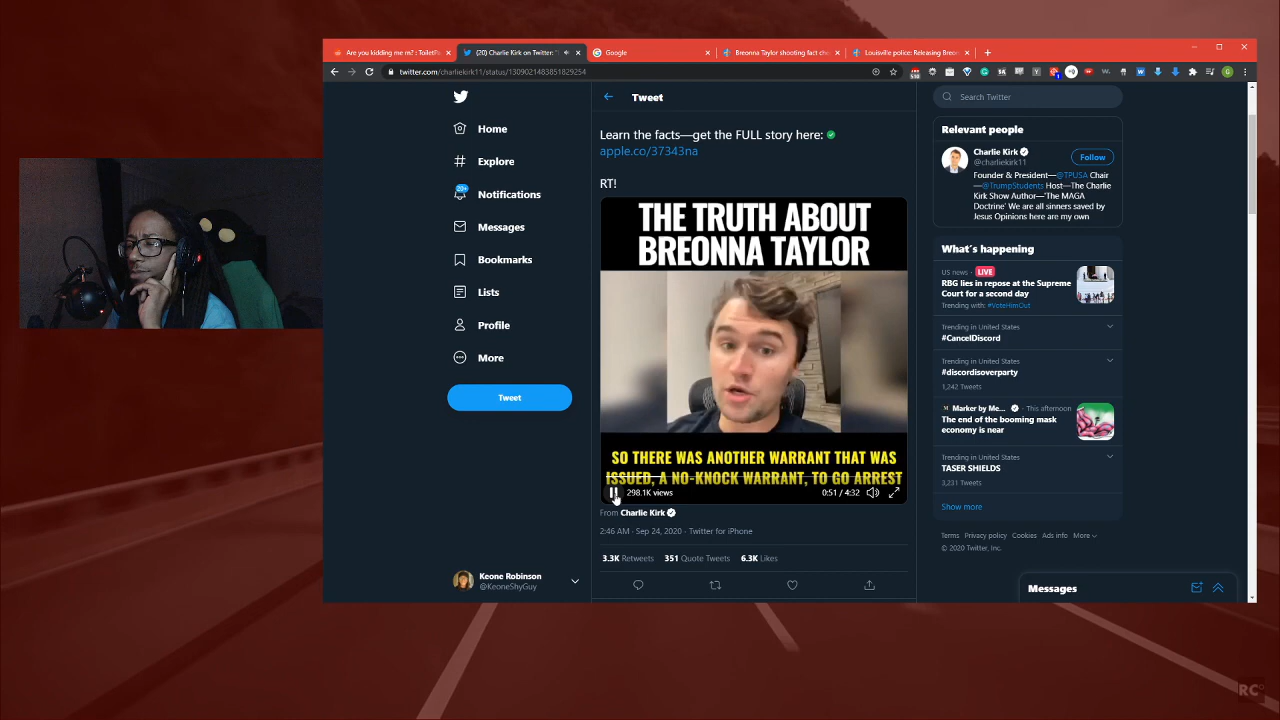 Are you kidding me rn? : ToiletPa
(20) Charlie Kirk on Twitter: "
Google
Breonna Taylor shooting fact che
Louisville police: Releasing Breon
twitter.com/charliekirk11/status/1309021483851829254
Home
Explore
20+
Notifications
Messages
Bookmarks
Lists
Profile
More
Tweet
Keone Robinson
@KeoneShyGuy
Tweet
Learn the facts—get the FULL story here:
apple.co/37343na
RT!
THE TRUTH ABOUT
BREONNA TAYLOR
SO THERE WAS ANOTHER WARRANT THAT WAS
ISSUED, A NO-KNOCK WARRANT, TO GO ARREST
298.1K views
0:51 / 4:32
From Charlie Kirk
2:46 AM · Sep 24, 2020 · Twitter for iPhone
3.3K Retweets 351 Quote Tweets 6.3K Likes
Search Twitter
Relevant people
Charlie Kirk
@charliekirk11
Follow
Founder & President—@TPUSA Chair
—@TrumpStudents Host—The Charlie
Kirk Show Author—'The MAGA
Doctrine' We are all sinners saved by
Jesus Opinions here are my own
What's happening
US news · LIVE
RBG lies in repose at the Supreme
Court for a second day
Trending with: #VoteHimOut
Trending in United States
#CancelDiscord
Trending in United States
#discordisoverparty
1,242 Tweets
Marker by Me... · This afternoon
The end of the booming mask
economy is near
Trending in United States
TASER SHIELDS
3,231 Tweets
Show more
Terms Privacy policy Cookies Ads info More
© 2020 Twitter, Inc.
Messages
RC